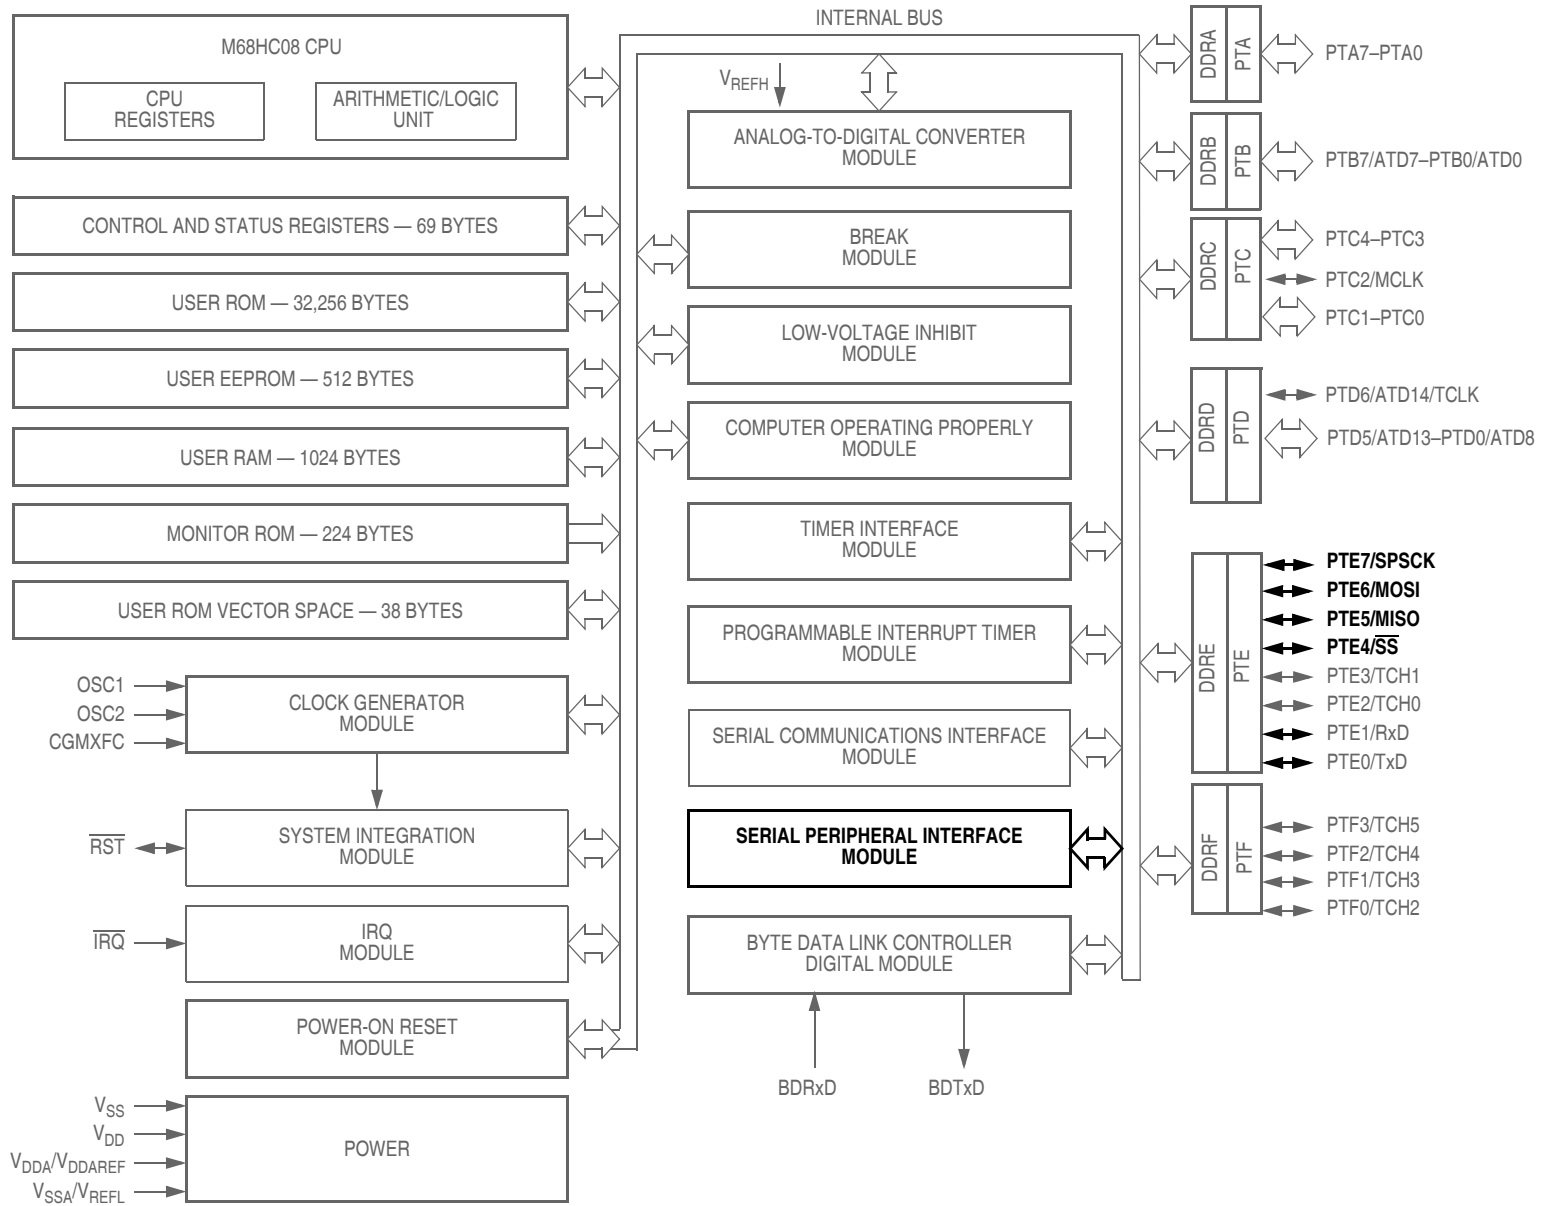 INTERNAL BUS
M68HC08 CPU
CPU
REGISTERS
ARITHMETIC/LOGIC
UNIT
CONTROL AND STATUS REGISTERS — 69 BYTES
USER ROM — 32,256 BYTES
USER EEPROM — 512 BYTES
USER RAM — 1024 BYTES
MONITOR ROM — 224 BYTES
USER ROM VECTOR SPACE — 38 BYTES
OSC1
OSC2
CGMXFC
CLOCK GENERATOR
MODULE
RST
SYSTEM INTEGRATION
MODULE
IRQ
IRQ
MODULE
POWER-ON RESET
MODULE
VSS
VDD
VDDA/VDDAREF
VSSA/VREFL
POWER
VREFH
ANALOG-TO-DIGITAL CONVERTER
MODULE
BREAK
MODULE
LOW-VOLTAGE INHIBIT
MODULE
COMPUTER OPERATING PROPERLY
MODULE
TIMER INTERFACE
MODULE
PROGRAMMABLE INTERRUPT TIMER
MODULE
SERIAL COMMUNICATIONS INTERFACE
MODULE
SERIAL PERIPHERAL INTERFACE
MODULE
BYTE DATA LINK CONTROLLER
DIGITAL MODULE
BDRxD
BDTxD
DDRA
PTA
PTA7–PTA0
DDRB
PTB
PTB7/ATD7–PTB0/ATD0
DDRC
PTC
PTC4–PTC3
PTC2/MCLK
PTC1–PTC0
DDRD
PTD
PTD6/ATD14/TCLK
PTD5/ATD13–PTD0/ATD8
DDRE
PTE
PTE7/SPSCK
PTE6/MOSI
PTE5/MISO
PTE4/SS
PTE3/TCH1
PTE2/TCH0
PTE1/RxD
PTE0/TxD
DDRF
PTF
PTF3/TCH5
PTF2/TCH4
PTF1/TCH3
PTF0/TCH2